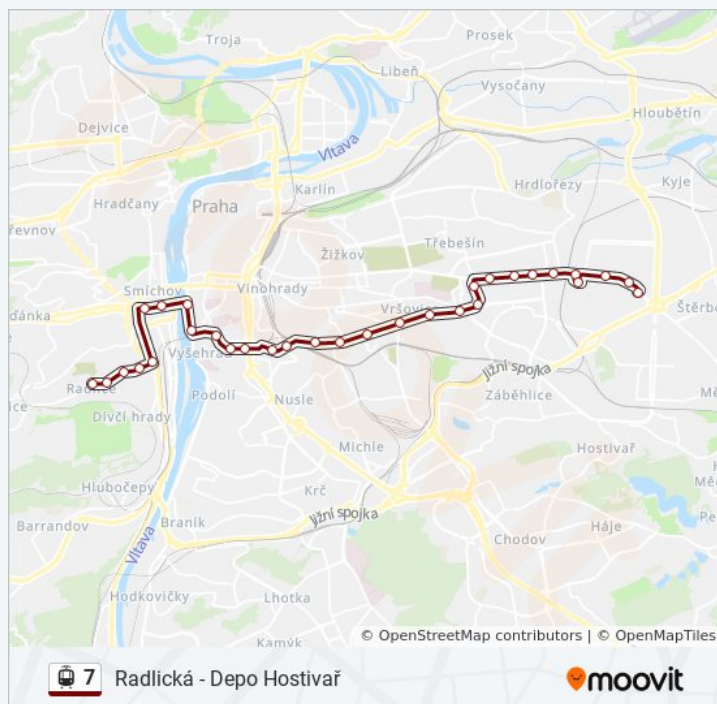 Troja
Prosek
Libeň
Vysočany
Hloubětín
Dejvice
Vltava
Karlín
Hrdlořezy
Kyje
Hradčany
Praha
Žižkov
Třebešín
Smíchov
Vinohrady
Vršovice
Štěrbo
Vyšehrad
Jižní spojka
Radlice
Podolí
Nusle
Záběhlice
Dívčí hrady
Michle
Hostivař
Hlubočepy
Krč
Jižní spojka
Háje
Barrandov
Braník
Vltava
Chodov
Hodkovičky
Lhotka
Kamýk
© OpenStreetMap contributors | © OpenMapTiles
7 Radlická - Depo Hostivař
moovit